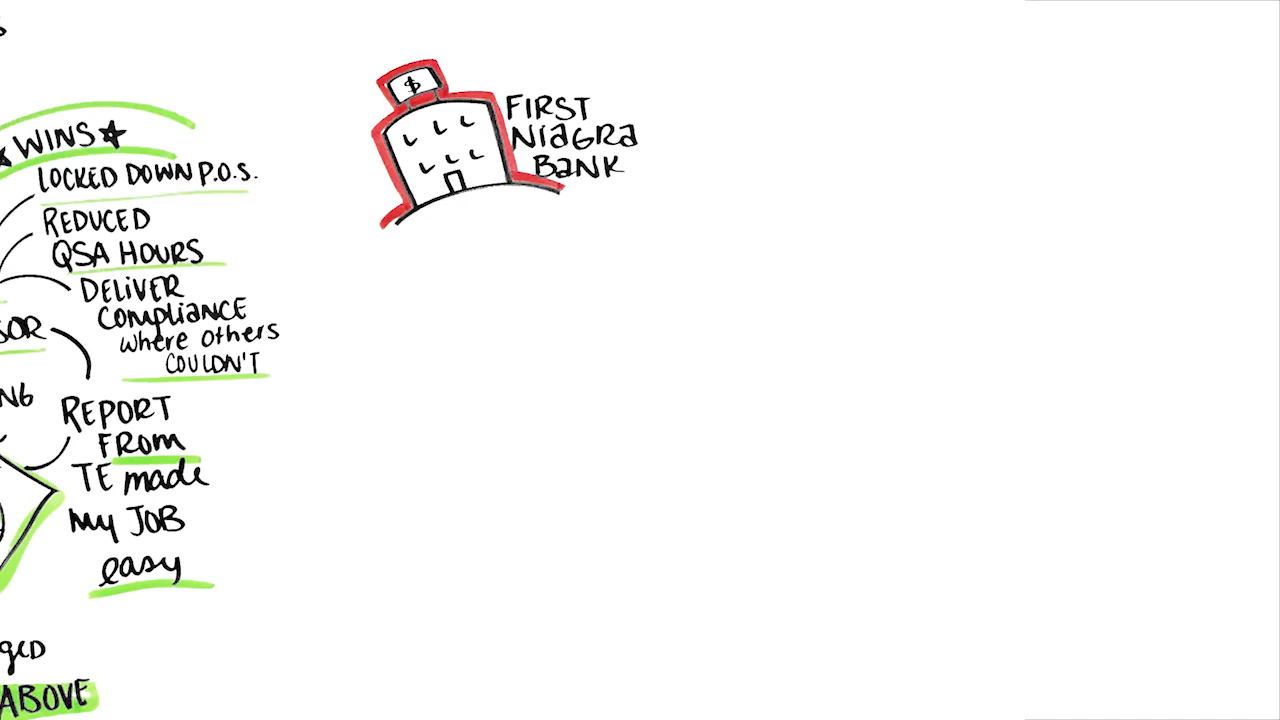 WINS
LOCKED DOWN P.O.S.
REDUCED
QSA HOURS
DELIVER
COMPLIANCE
where others
COULDN'T
REPORT
FROM
TE made
my JOB
easy
ABOVE
$
FIRST
NIAGRA
BANK